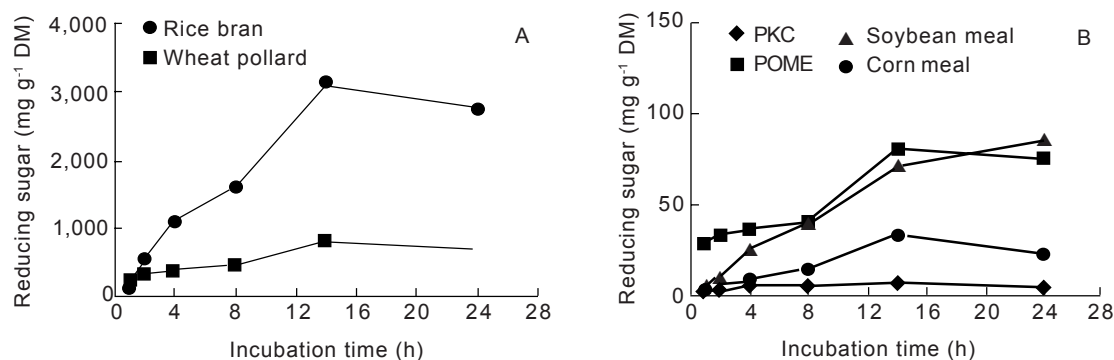 4,000
3,000
2,000
1,000
0
0 4 8 12 16 20 24 28
Reducing sugar (mg g⁻¹ DM)
Incubation time (h)
Rice bran
Wheat pollard
A
150
100
50
0
0 4 8 12 16 20 24 28
Reducing sugar (mg g⁻¹ DM)
Incubation time (h)
PKC
POME
Soybean meal
Corn meal
B